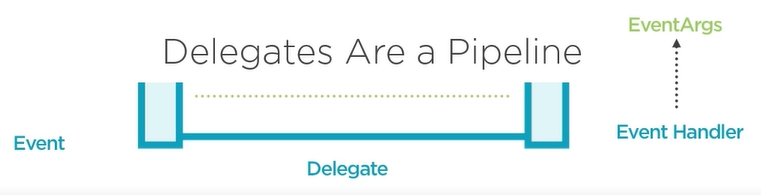 EventArgs
Delegates Are a Pipeline
Event Handler
Event
Delegate